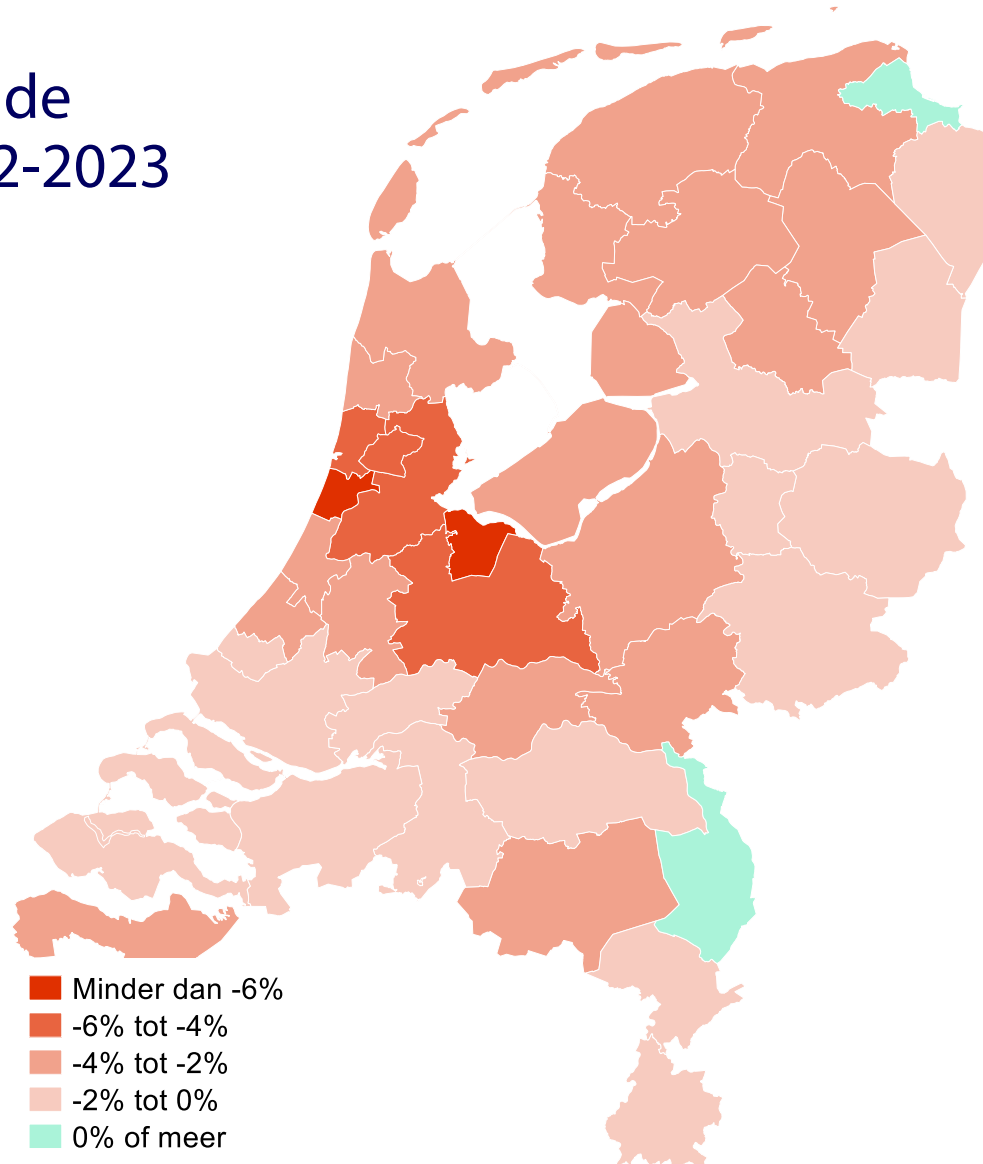 de
2-2023
Minder dan -6%
-6% tot -4%
-4% tot -2%
-2% tot 0%
0% of meer